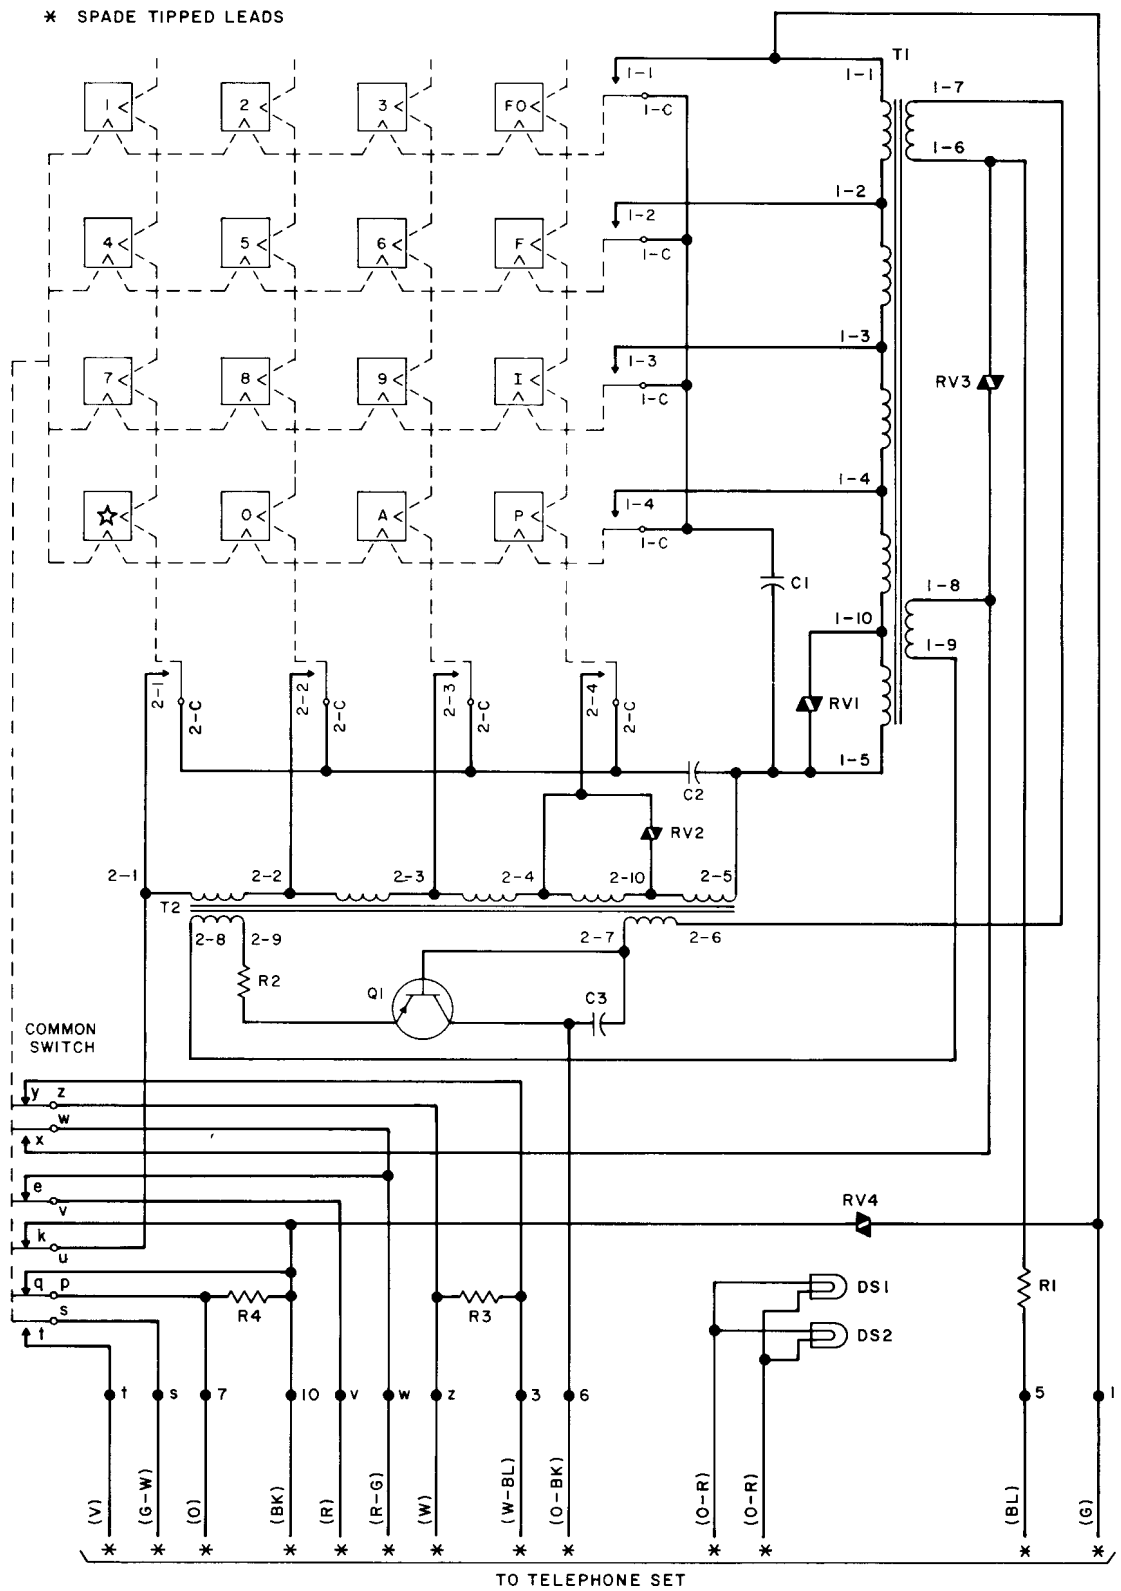 * SPADE TIPPED LEADS
T1
1-1
1-1
1-7
1 2 3 FO
1-C
1-6
1-2
1-2
4 5 6 F
1-C
1-3
1-3
7 8 9 I
1-C
RV3
1-4
1-4
☆ O A P
1-C
C1
1-8
1-10
1-9
2-1 2-C 2-2 2-C 2-3 2-C 2-4 2-C
RV1
1-5
C2
RV2
2-1 2-2 2-3 2-4 2-10 2-5
T2
2-8 2-9 2-7 2-6
R2
Q1
C3
COMMON
SWITCH
y z
w
x
e
v
RV4
k
u
q p
R4 R3
DS1
R1
s
t
DS2
t s 7 10 v w z 3 6 5 1
(V) (G-W) (O) (BK) (R) (R-G) (W) (W-BL) (O-BK) (O-R) (O-R) (BL) (G)
* * * * * * * * * * * * *
TO TELEPHONE SET